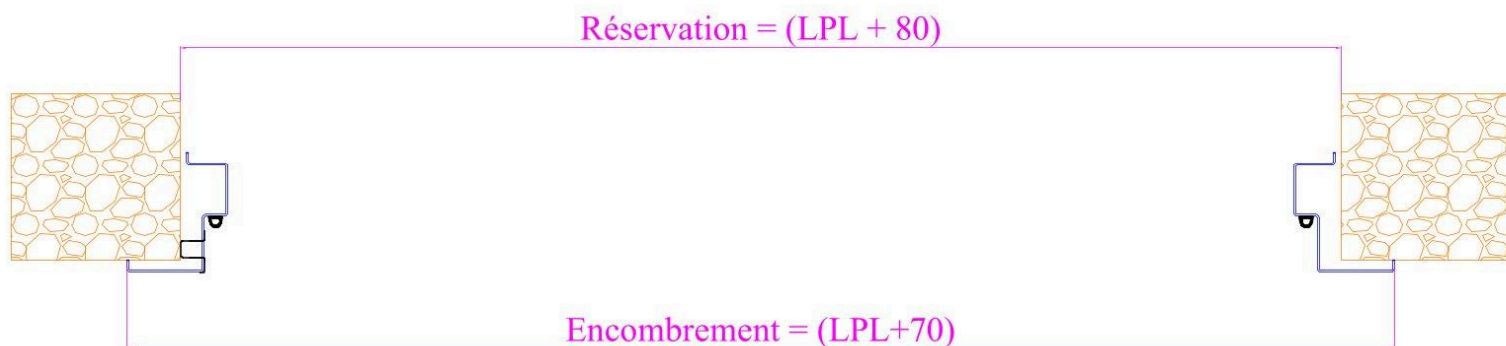 Réservation = (LPL + 80)
Encombrement = (LPL+70)